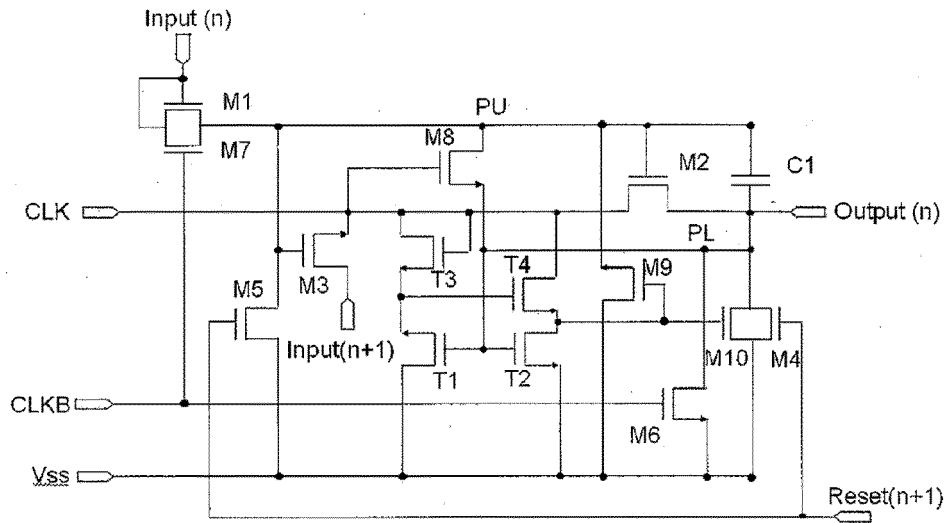 Input (n)
M1
PU
M8
M7
M2
C1
CLK
Output (n)
PL
T3
T4
M9
M5
M3
Input(n+1)
M10
M4
T1
T2
CLKB
M6
Vss
Reset(n+1)